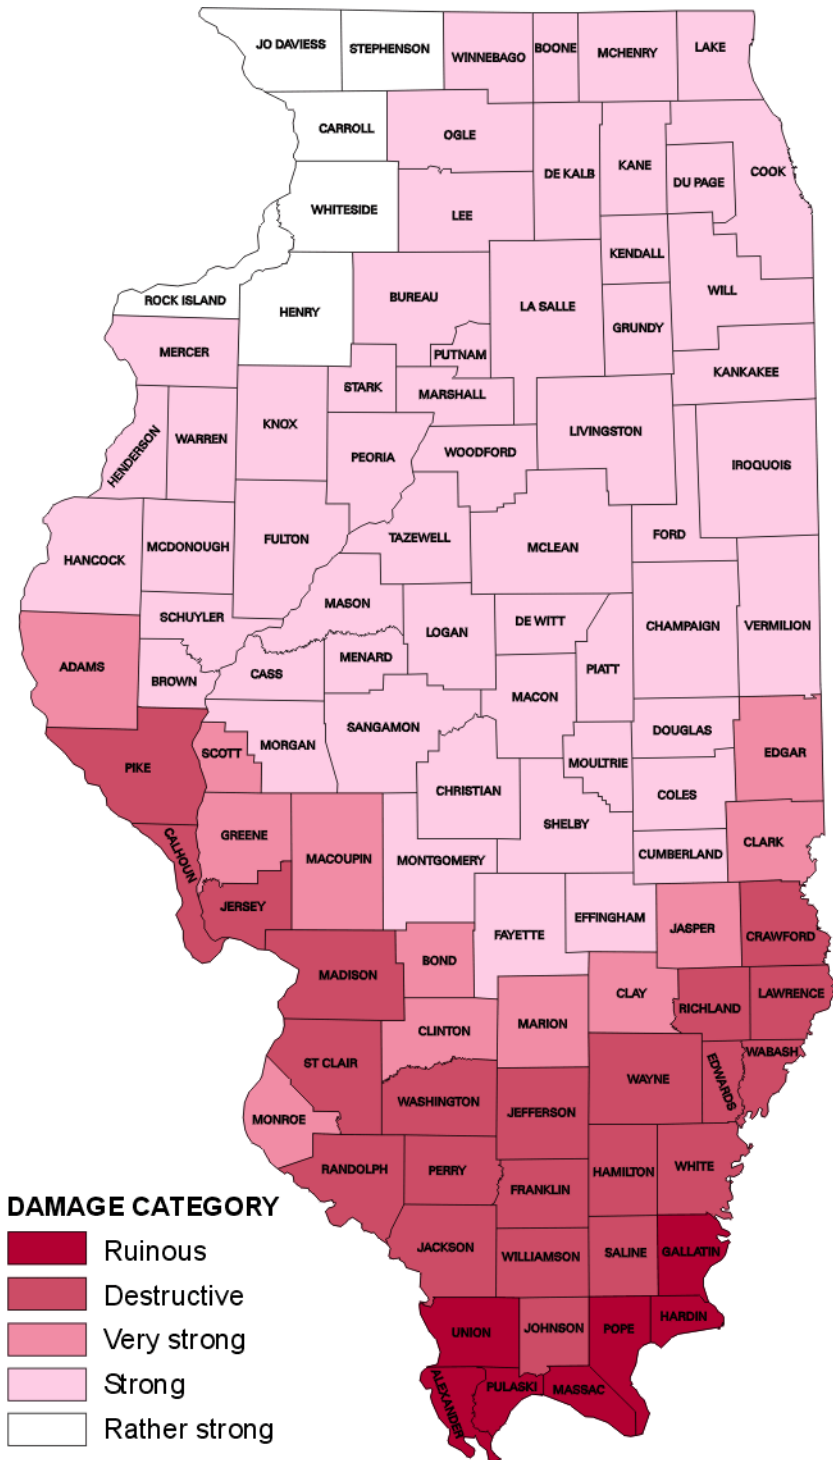 JO DAVIESS
STEPHENSON
WINNEBAGO
BOONE
MCHENRY
LAKE
CARROLL
OGLE
DE KALB
KANE
DU PAGE
COOK
WHITESIDE
LEE
KENDALL
ROCK ISLAND
HENRY
BUREAU
LA SALLE
WILL
GRUNDY
MERCER
PUTNAM
KANKAKEE
STARK
MARSHALL
HENDERSON
WARREN
KNOX
PEORIA
WOODFORD
LIVINGSTON
IROQUOIS
HANCOCK
MCDONOUGH
FULTON
TAZEWELL
MCLEAN
FORD
SCHUYLER
MASON
LOGAN
DE WITT
CHAMPAIGN
VERMILION
ADAMS
BROWN
CASS
MENARD
MACON
PIATT
PIKE
SCOTT
MORGAN
SANGAMON
CHRISTIAN
MOULTRIE
DOUGLAS
EDGAR
COLES
CALHOUN
GREENE
MACOUPIN
MONTGOMERY
SHELBY
CUMBERLAND
CLARK
JERSEY
FAYETTE
EFFINGHAM
JASPER
CRAWFORD
MADISON
BOND
CLAY
RICHLAND
LAWRENCE
CLINTON
MARION
ST CLAIR
WAYNE
EDWARDS
WABASH
MONROE
WASHINGTON
JEFFERSON
RANDOLPH
PERRY
FRANKLIN
HAMILTON
WHITE
JACKSON
WILLIAMSON
SALINE
GALLATIN
UNION
JOHNSON
POPE
HARDIN
ALEXANDER
PULASKI
MASSAC
DAMAGE CATEGORY
Ruinous
Destructive
Very strong
Strong
Rather strong